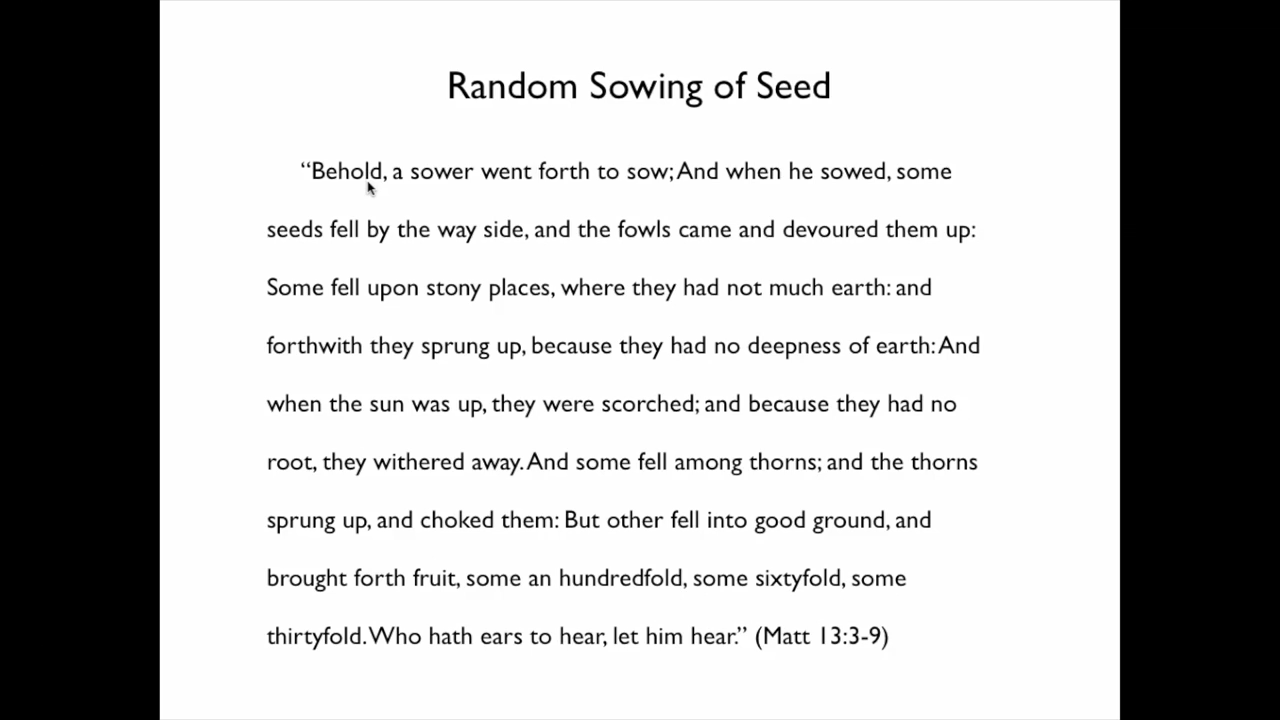 Random Sowing of Seed
“Behold, a sower went forth to sow; And when he sowed, some
seeds fell by the way side, and the fowls came and devoured them up:
Some fell upon stony places, where they had not much earth: and
forthwith they sprung up, because they had no deepness of earth: And
when the sun was up, they were scorched; and because they had no
root, they withered away. And some fell among thorns; and the thorns
sprung up, and choked them: But other fell into good ground, and
brought forth fruit, some an hundredfold, some sixtyfold, some
thirtyfold. Who hath ears to hear, let him hear.” (Matt 13:3-9)